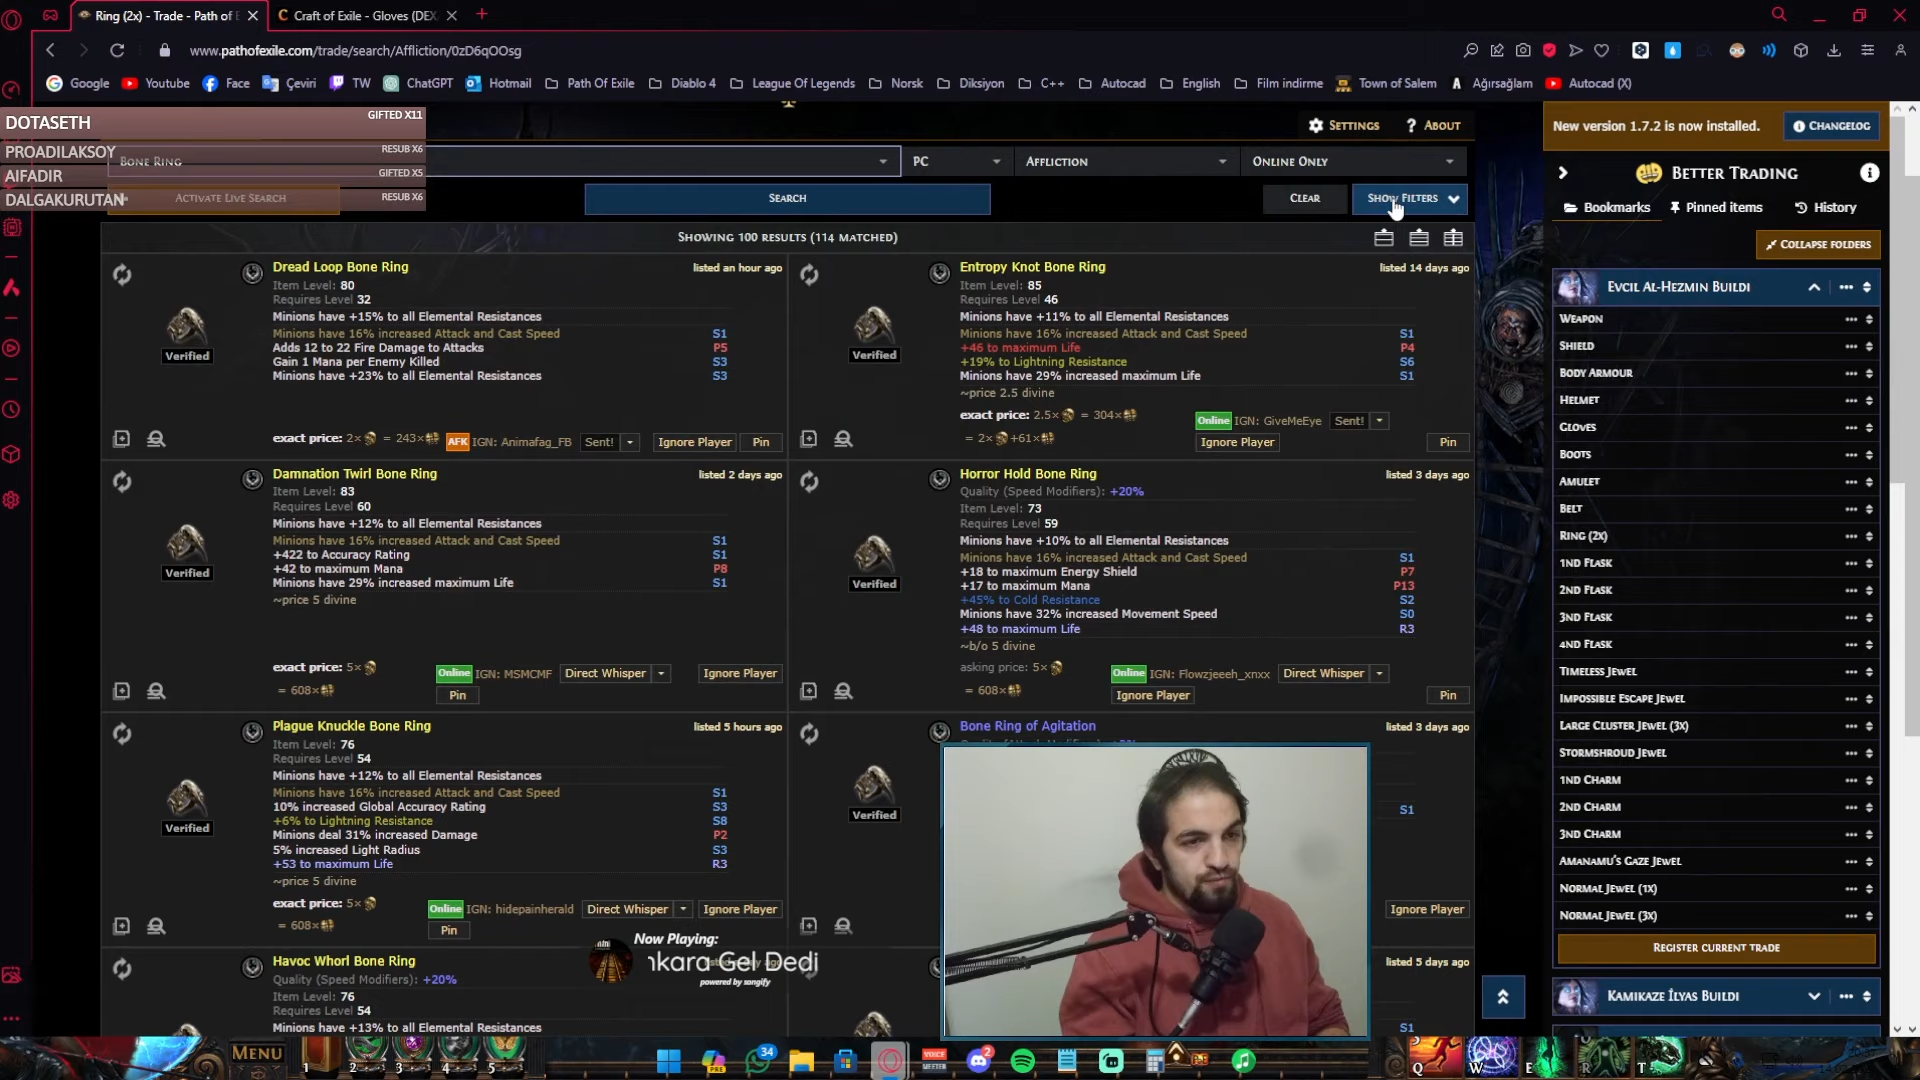 Ring (2x) - Trade - Path of E
Craft of Exile - Gloves (DEX
www.pathofexile.com/trade/search/Affliction/0zD6qOOsg
Google
Youtube
Face
Çeviri
TW
ChatGPT
Hotmail
Path Of Exile
Diablo 4
League Of Legends
Norsk
Diksiyon
C++
Autocad
English
Film indirme
Town of Salem
Ağırsağlam
Autocad (X)
DOTASETH GIFTED X11
PROADILAKSOY RESUB X6
AIFADIR GIFTED X5
DALGAKURUTAN RESUB X6
Settings
? About
Bone Ring
PC
Affliction
Online Only
Activate Live Search
Search
Clear
Show Filters
Showing 100 results (114 matched)
Dread Loop Bone Ring
listed an hour ago
Item Level: 80
Requires Level 32
Minions have +15% to all Elemental Resistances
Minions have 16% increased Attack and Cast Speed S1
Adds 12 to 22 Fire Damage to Attacks P5
Gain 1 Mana per Enemy Killed S3
Minions have +23% to all Elemental Resistances S3
Verified
exact price: 2× = 243× AFK IGN: Animafag_FB Sent! Ignore Player Pin
Entropy Knot Bone Ring
listed 14 days ago
Item Level: 85
Requires Level 46
Minions have +11% to all Elemental Resistances
Minions have 16% increased Attack and Cast Speed S1
+46 to maximum Life P4
+19% to Lightning Resistance S6
Minions have 29% increased maximum Life S1
~price 2.5 divine
Verified
exact price: 2.5× = 304×
= 2× +61×
Online IGN: GiveMeEye Sent!
Ignore Player Pin
Damnation Twirl Bone Ring
listed 2 days ago
Item Level: 83
Requires Level 60
Minions have +12% to all Elemental Resistances
Minions have 16% increased Attack and Cast Speed S1
+422 to Accuracy Rating S1
+42 to maximum Mana P8
Minions have 29% increased maximum Life S1
~price 5 divine
Verified
exact price: 5×
= 608×
Online IGN: MSMCMF Direct Whisper Ignore Player
Pin
Horror Hold Bone Ring
listed 3 days ago
Quality (Speed Modifiers): +20%
Item Level: 73
Requires Level 59
Minions have +10% to all Elemental Resistances
Minions have 16% increased Attack and Cast Speed S1
+18 to maximum Energy Shield P7
+17 to maximum Mana P13
+45% to Cold Resistance S2
Minions have 32% increased Movement Speed S0
+48 to maximum Life R3
~b/o 5 divine
Verified
asking price: 5×
= 608×
Online IGN: Flowzjeeeh_xnxx Direct Whisper
Ignore Player Pin
Plague Knuckle Bone Ring
listed 5 hours ago
Item Level: 76
Requires Level 54
Minions have +12% to all Elemental Resistances
Minions have 16% increased Attack and Cast Speed S1
10% increased Global Accuracy Rating S3
+6% to Lightning Resistance S8
Minions deal 31% increased Damage P2
5% increased Light Radius S3
+53 to maximum Life R3
~price 5 divine
Verified
exact price: 5×
= 608×
Online IGN: hidepainherald Direct Whisper Ignore Player
Pin
Bone Ring of Agitation
listed 3 days ago
S1
Verified
Ignore Player
Now Playing:
nkara Gel Dedi
powered by songify
Havoc Whorl Bone Ring
Quality (Speed Modifiers): +20%
Item Level: 76
Requires Level 54
Minions have +13% to all Elemental Resistances
listed 5 days ago
S1
New version 1.7.2 is now installed.
Changelog
Better Trading
Bookmarks
Pinned items
History
Collapse folders
Evcil Al-Hezmin Buildi
Weapon
Shield
Body Armour
Helmet
Gloves
Boots
Amulet
Belt
Ring (2x)
1nd Flask
2nd Flask
3nd Flask
4nd Flask
Timeless Jewel
Impossible Escape Jewel
Large Cluster Jewel (3x)
Stormshroud Jewel
1nd Charm
2nd Charm
3nd Charm
Amanamu's Gaze Jewel
Normal Jewel (1x)
Normal Jewel (3x)
Register current trade
Kamikaze İlyas Buildi
Menu
2
3
4
5
PRE
34
VOICE MEETER
2
Q
W
E
R
T